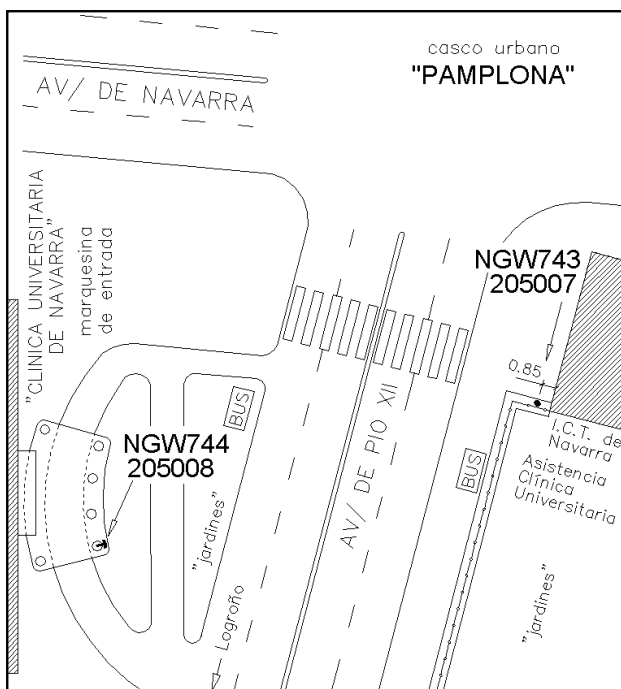 casco urbano
"PAMPLONA"
AV/ DE NAVARRA
"CLINICA UNIVERSITARIA
DE NAVARRA"
marquesina
de entrada
NGW743
205007
0.85
BUS
AV/ DE PIO XII
BUS
I.C.T. de
Navarra
Asistencia
Clínica
Universitaria
NGW744
205008
"jardines"
Logroño
"jardines"